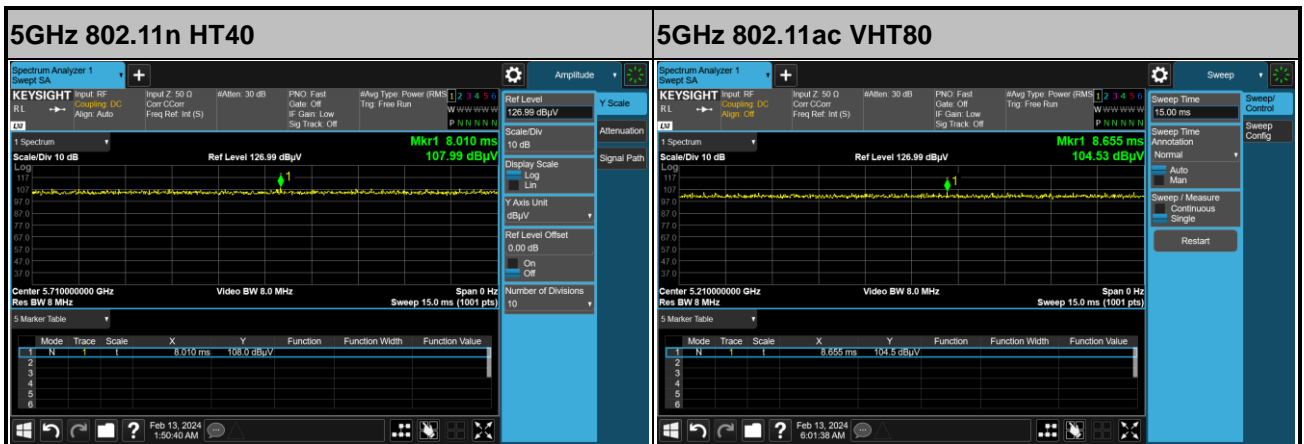 5GHz 802.11n HT40
Spectrum Analyzer 1
Swept SA
+
Amplitude
KEYSIGHT
RL
LXI
Input: RF
Coupling: DC
Align: Auto
Input Z: 50 Ω
Corr CCorr
Freq Ref: Int (S)
#Atten: 30 dB
PNO: Fast
Gate: Off
IF Gain: Low
Sig Track: Off
#Avg Type: Power (RMS
Trig: Free Run
1 2 3 4 5 6
W W W W W W
P N N N N N
1 Spectrum
Scale/Div 10 dB
Ref Level 126.99 dBµV
Mkr1 8.010 ms
107.99 dBµV
Log
117
107
97.0
87.0
77.0
67.0
57.0
47.0
37.0
1
Center 5.710000000 GHz
Res BW 8 MHz
Video BW 8.0 MHz
Span 0 Hz
Sweep 15.0 ms (1001 pts)
5 Marker Table
Mode Trace Scale X Y Function Function Width Function Value
1 N 1 t 8.010 ms 108.0 dBµV
2
3
4
5
6
Ref Level
126.99 dBµV
Scale/Div
10 dB
Display Scale
Log
Lin
Y Axis Unit
dBµV
Ref Level Offset
0.00 dB
On
Off
Number of Divisions
10
Y Scale
Attenuation
Signal Path
?
Feb 13, 2024
1:50:40 AM
5GHz 802.11ac VHT80
Spectrum Analyzer 1
Swept SA
+
Sweep
KEYSIGHT
RL
LXI
Input: RF
Coupling: DC
Align: Off
Input Z: 50 Ω
Corr CCorr
Freq Ref: Int (S)
#Atten: 30 dB
PNO: Fast
Gate: Off
IF Gain: Low
Sig Track: Off
#Avg Type: Power (RMS
Trig: Free Run
1 2 3 4 5 6
W W W W W W
P N N N N N
1 Spectrum
Scale/Div 10 dB
Ref Level 126.99 dBµV
Mkr1 8.655 ms
104.53 dBµV
Log
117
107
97.0
87.0
77.0
67.0
57.0
47.0
37.0
1
Center 5.210000000 GHz
Res BW 8 MHz
Video BW 8.0 MHz
Span 0 Hz
Sweep 15.0 ms (1001 pts)
5 Marker Table
Mode Trace Scale X Y Function Function Width Function Value
1 N 1 t 8.655 ms 104.5 dBµV
2
3
4
5
6
Sweep Time
15.00 ms
Sweep Time
Annotation
Normal
Auto
Man
Sweep / Measure
Continuous
Single
Restart
Sweep/
Control
Sweep
Config
?
Feb 13, 2024
6:01:38 AM